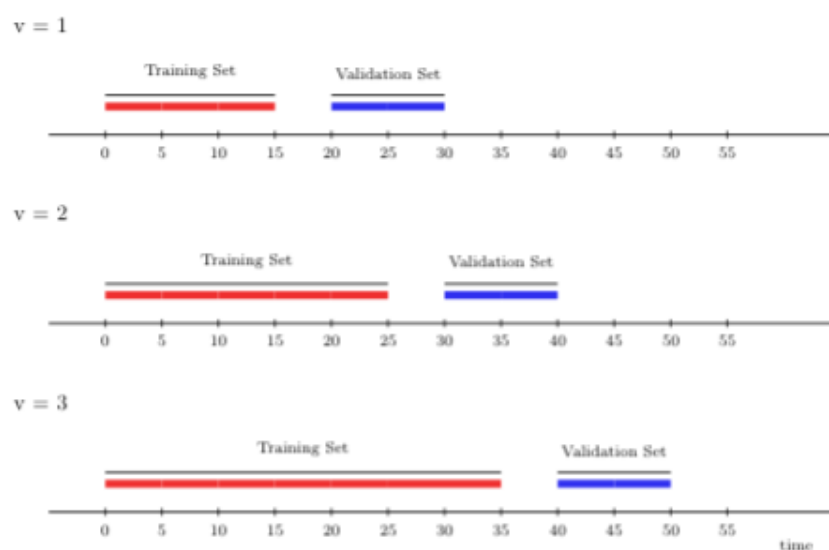 v = 1
Training Set Validation Set
0 5 10 15 20 25 30 35 40 45 50 55
v = 2
Training Set Validation Set
0 5 10 15 20 25 30 35 40 45 50 55
v = 3
Training Set Validation Set
0 5 10 15 20 25 30 35 40 45 50 55
time